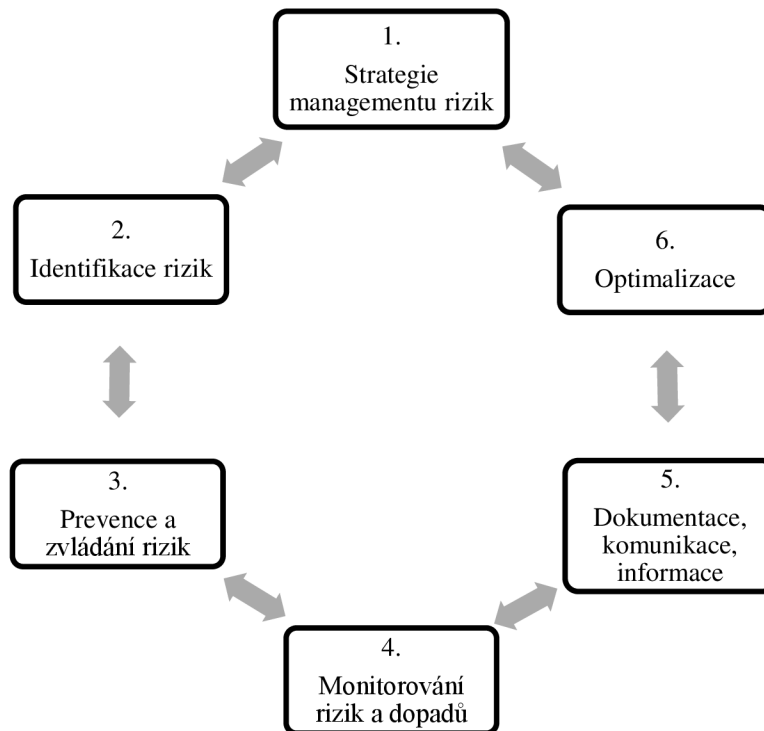 1.
Strategie
managementu rizik
2.
Identifikace rizik
3.
Prevence a
zvládání rizik
4.
Monitorování
rizik a dopadů
5.
Dokumentace,
komunikace,
informace
6.
Optimalizace